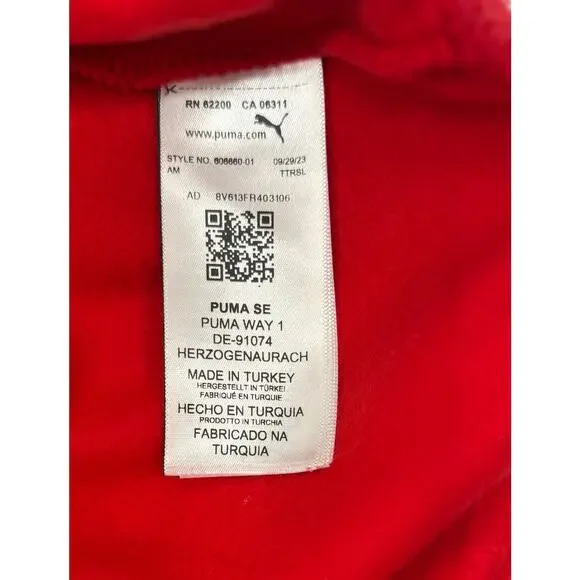 RN 62200 CA 06311
www.puma.com
STYLE NO. 606660-01 09/29/23
AM TTRSL
AD 8V613FR403106
PUMA SE
PUMA WAY 1
DE-91074
HERZOGENAURACH
MADE IN TURKEY
HERGESTELLT IN TÜRKEI
FABRIQUÉ EN TURQUIE
HECHO EN TURQUIA
PRODOTTO IN TURCHIA
FABRICADO NA
TURQUIA